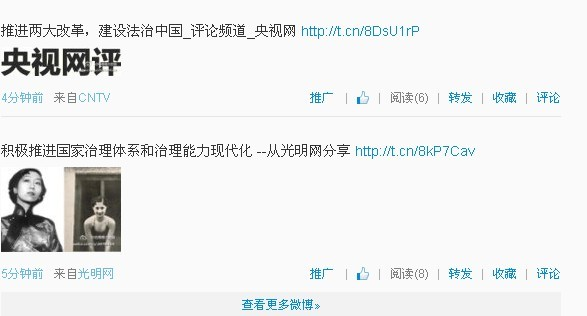 推进两大改革，建设法治中国_评论频道_央视网 http://t.cn/8DsU1rP
央视网评
4分钟前 来自CNTV 推广 | | 阅读(6) | 转发 | 收藏 | 评论
积极推进国家治理体系和治理能力现代化 --从光明网分享 http://t.cn/8kP7Cav
5分钟前 来自光明网 推广 | | 阅读(8) | 转发 | 收藏 | 评论
查看更多微博»